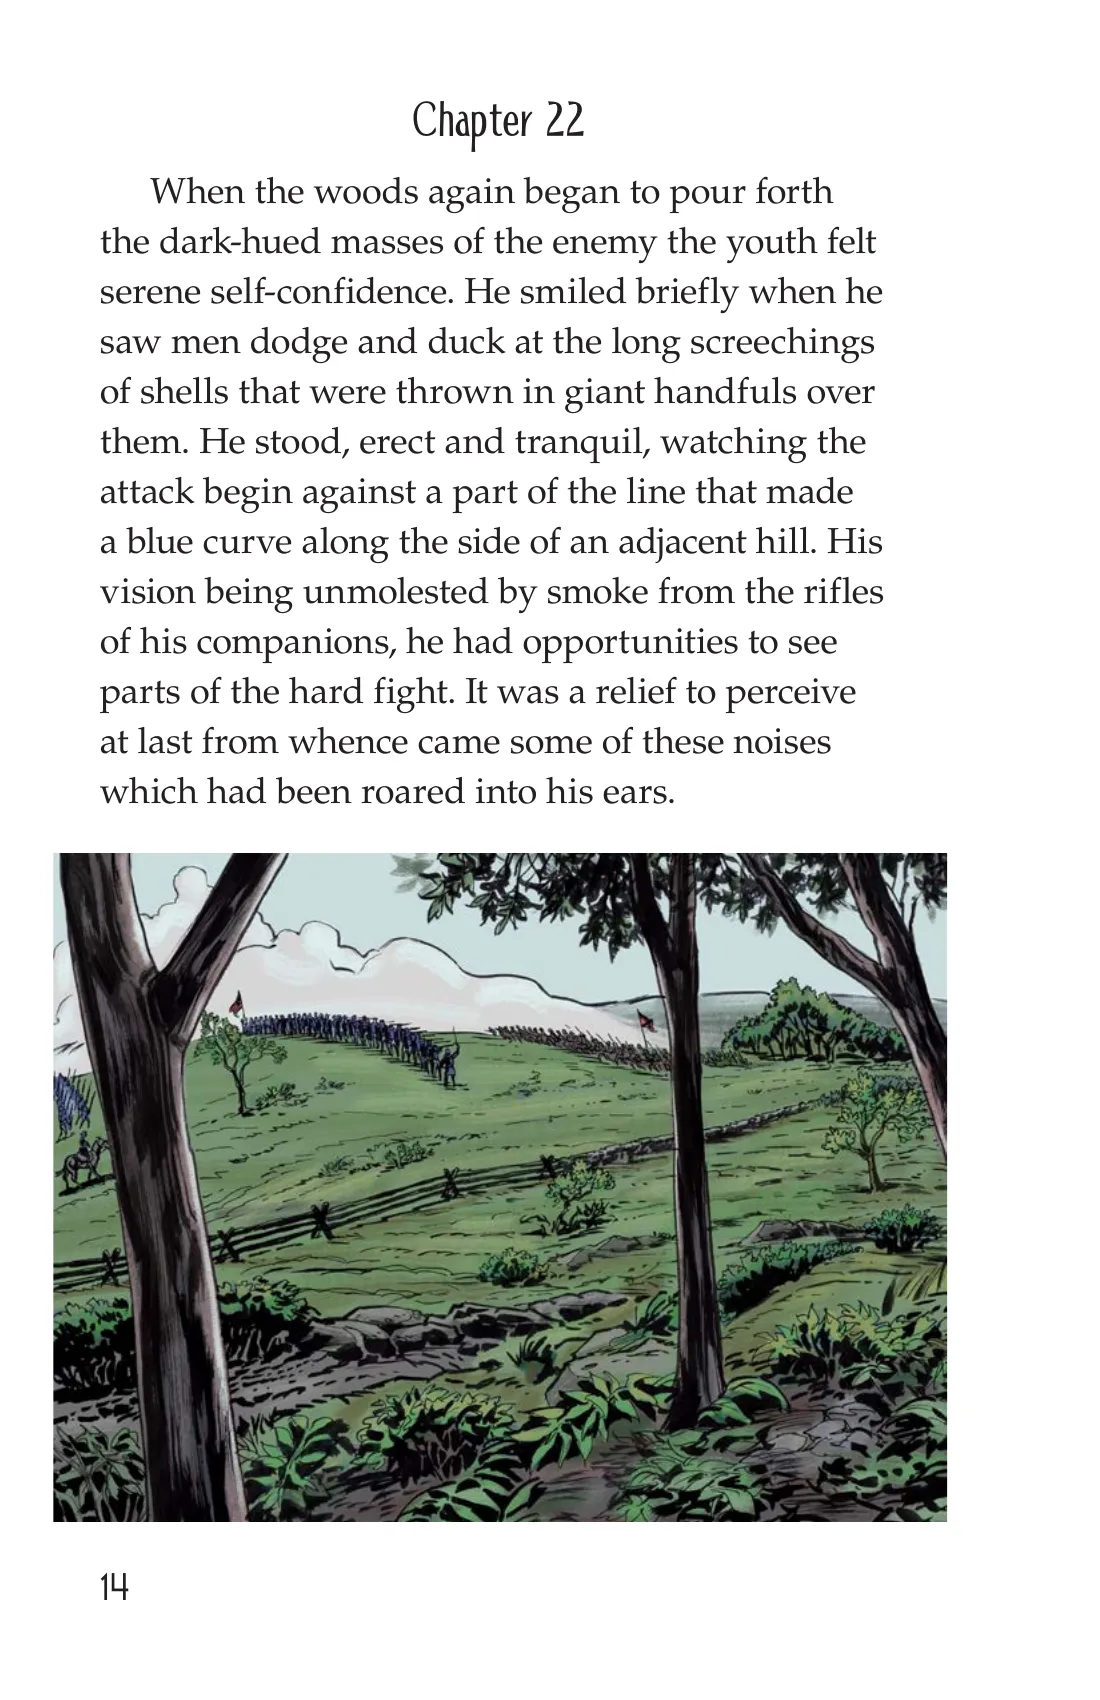 Chapter 22
When the woods again began to pour forth
the dark-hued masses of the enemy the youth felt
serene self-confidence. He smiled briefly when he
saw men dodge and duck at the long screechings
of shells that were thrown in giant handfuls over
them. He stood, erect and tranquil, watching the
attack begin against a part of the line that made
a blue curve along the side of an adjacent hill. His
vision being unmolested by smoke from the rifles
of his companions, he had opportunities to see
parts of the hard fight. It was a relief to perceive
at last from whence came some of these noises
which had been roared into his ears.
14